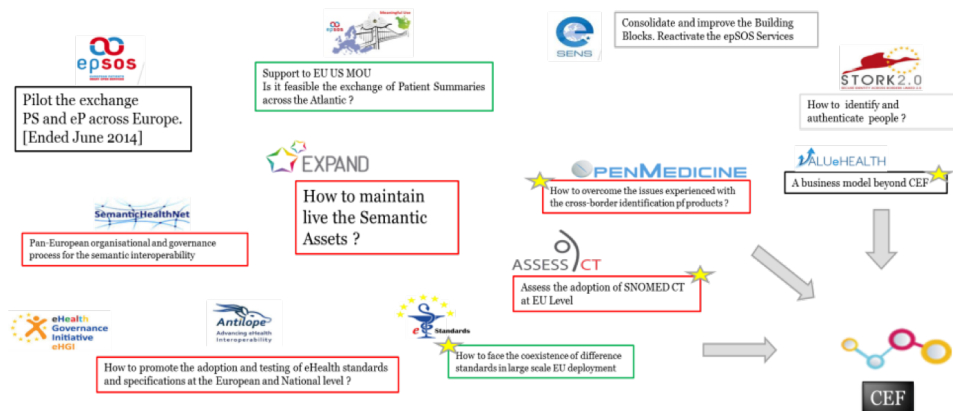 epsos
Pilot the exchange
PS and eP across Europe.
[Ended June 2014]
Meaningful Use
epsos
Support to EU US MOU
Is it feasible the exchange of Patient Summaries
across the Atlantic ?
e
SENS
Consolidate and improve the Building
Blocks. Reactivate the epSOS Services
STORK 2.0
How to identify and
authenticate people ?
EXPAND
How to maintain
live the Semantic
Assets ?
OPENMEDICINE
How to overcome the issues experienced with
the cross-border identification pf products ?
VALUeHEALTH
A business model beyond CEF
SemanticHealthNet
Pan-European organisational and governance
process for the semantic interoperability
ASSESS CT
Assess the adoption of SNOMED CT
at EU Level
eHealth
Governance
Initiative
eHGI
Antilope
Advancing eHealth
Interoperability
How to promote the adoption and testing of eHealth standards
and specifications at the European and National level ?
e Standards
How to face the coexistence of difference
standards in large scale EU deployment
CEF